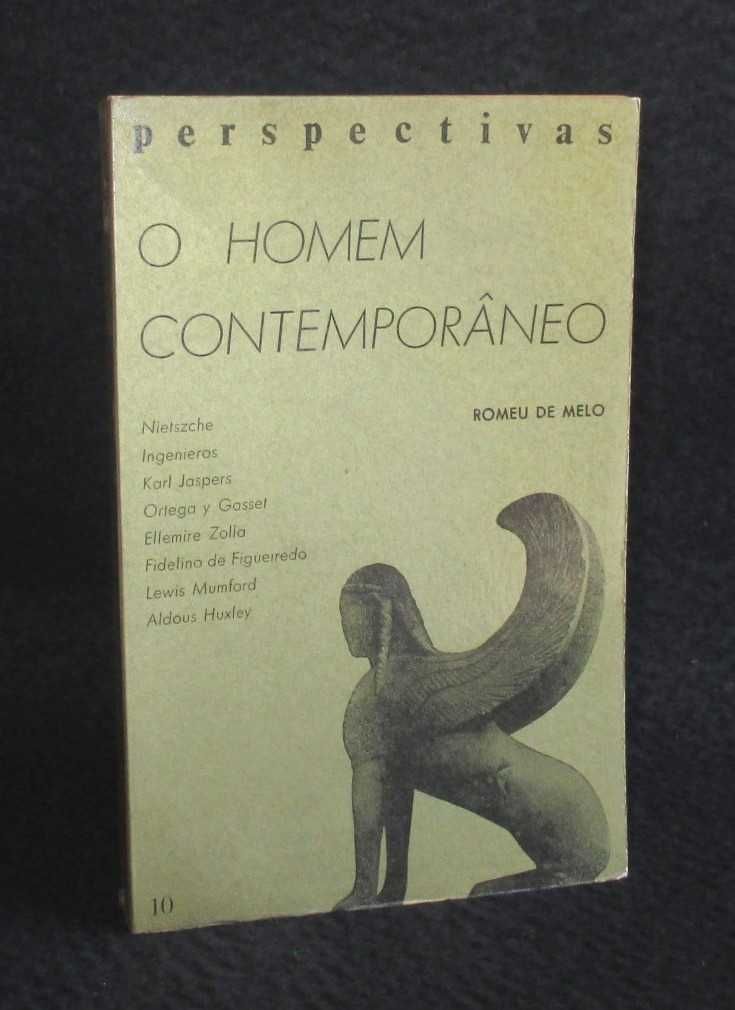 perspectivas
O HOMEM
CONTEMPORÂNEO
ROMEU DE MELO
Nietszche
Ingenieros
Karl Jaspers
Ortega y Gasset
Ellemire Zolla
Fidelino de Figueiredo
Lewis Mumford
Aldous Huxley
10